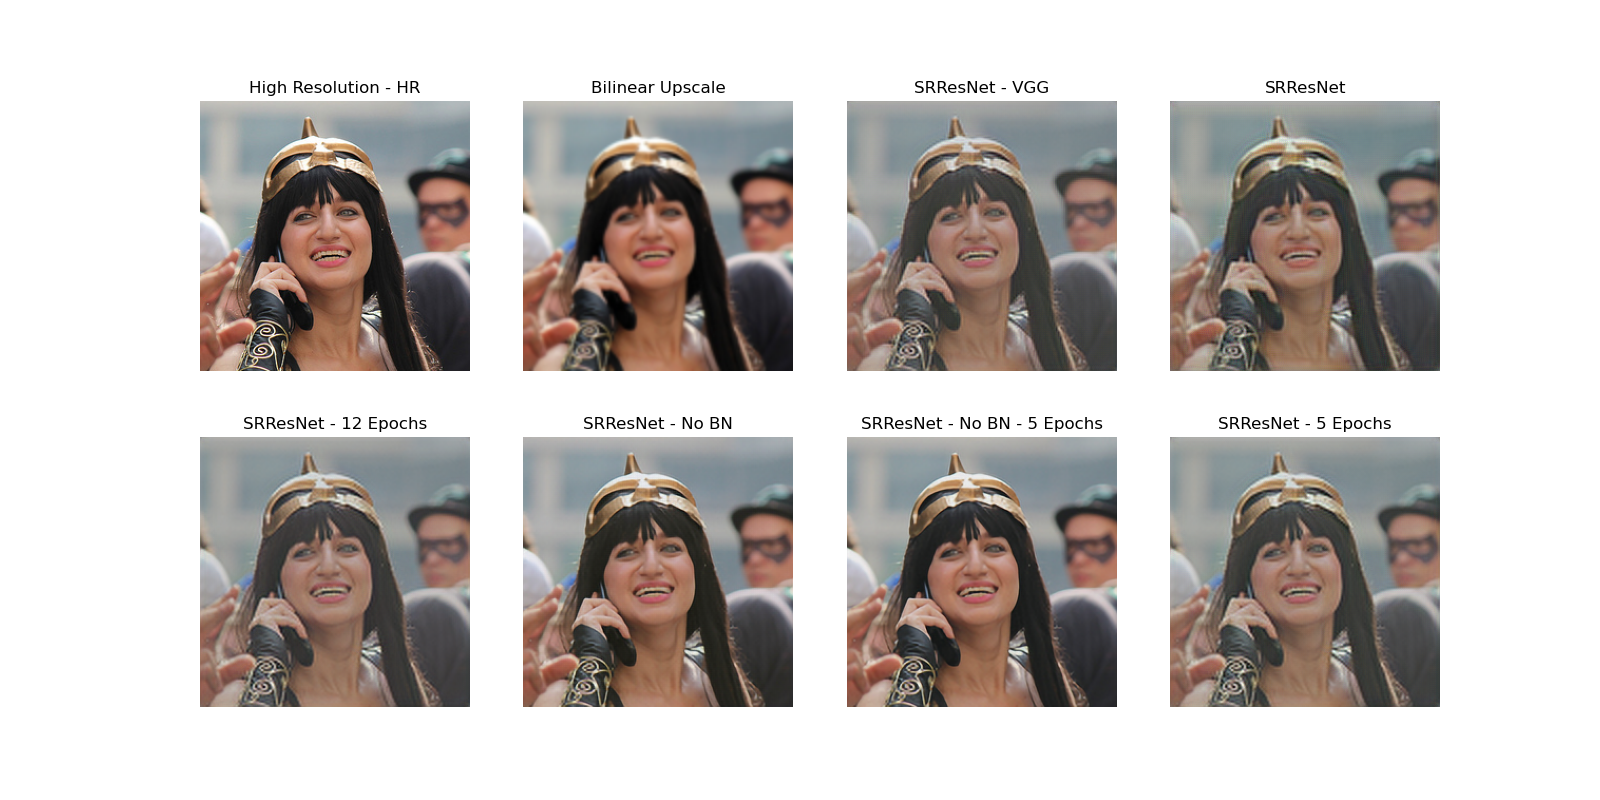 High Resolution - HR
Bilinear Upscale
SRResNet - VGG
SRResNet
SRResNet - 12 Epochs
SRResNet - No BN
SRResNet - No BN - 5 Epochs
SRResNet - 5 Epochs